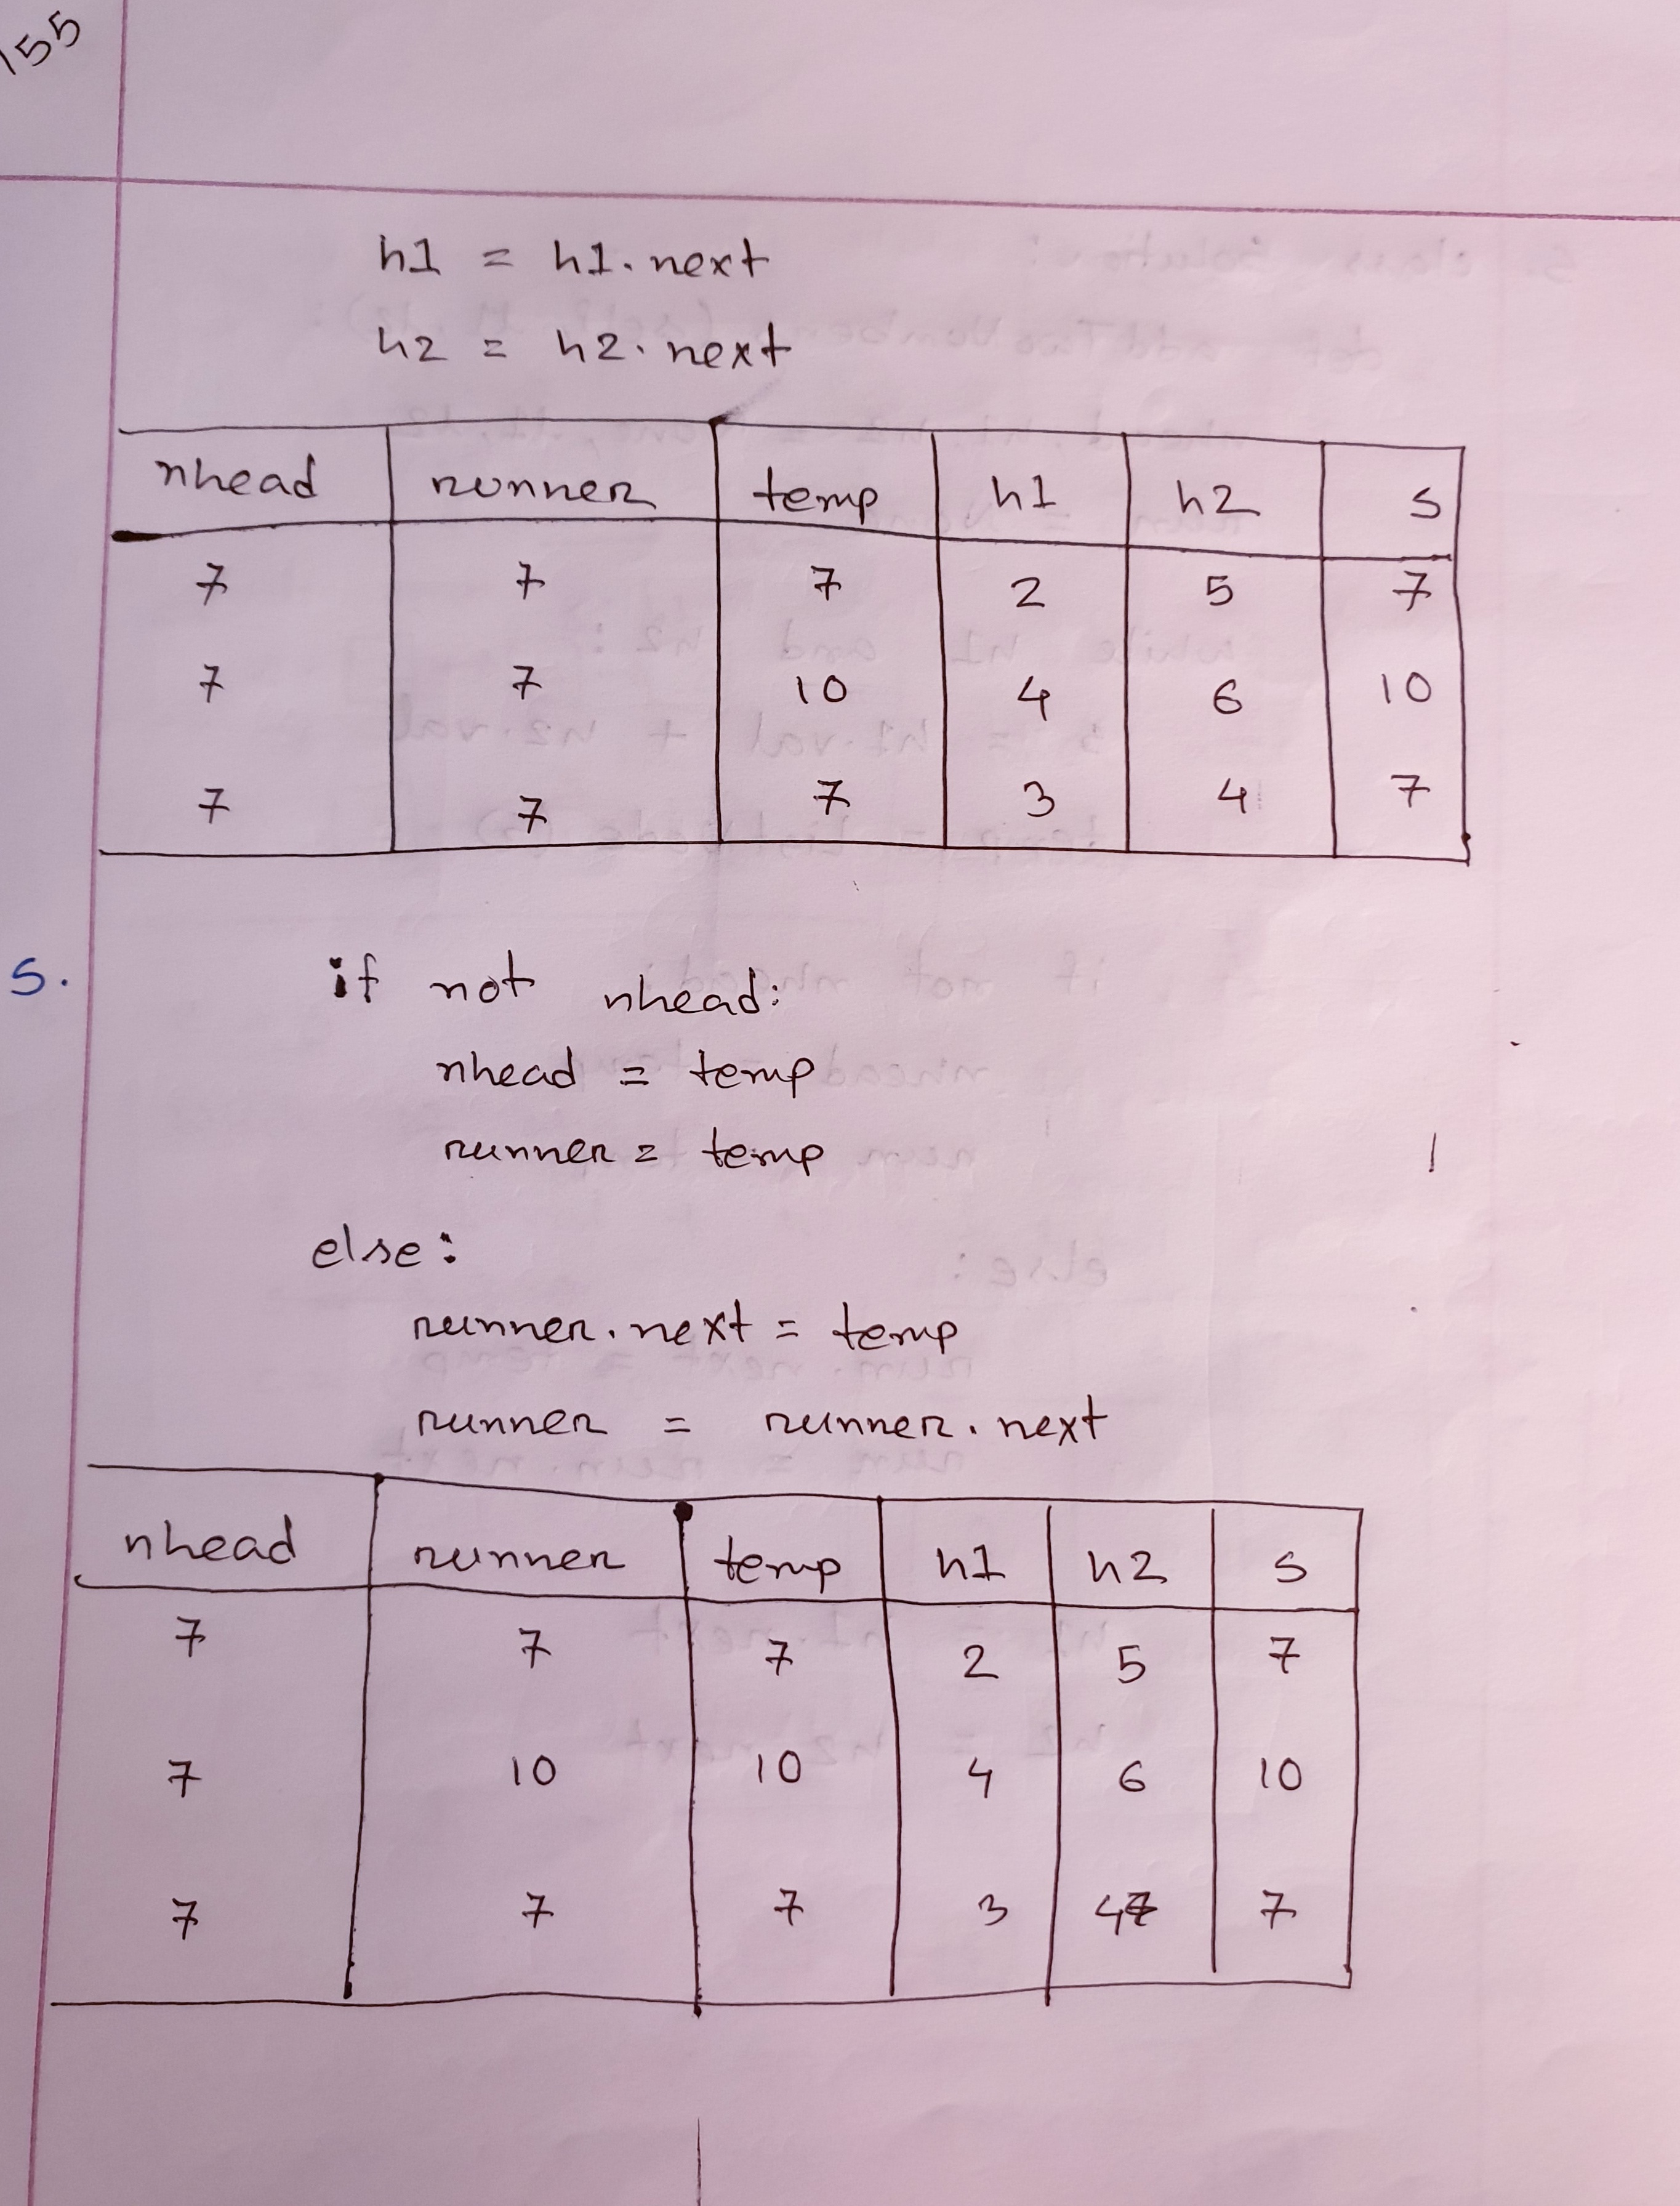 155
h1 = h1.next
h2 = h2.next
nhead runner temp h1 h2 s
7 7 7 2 5 7
7 7 10 4 6 10
7 7 7 3 4 7
5. if not nhead:
nhead = temp
runner = temp
else:
runner.next = temp
runner = runner.next
nhead runner temp h1 h2 s
7 7 7 2 5 7
7 10 10 4 6 10
7 7 7 3 4 7